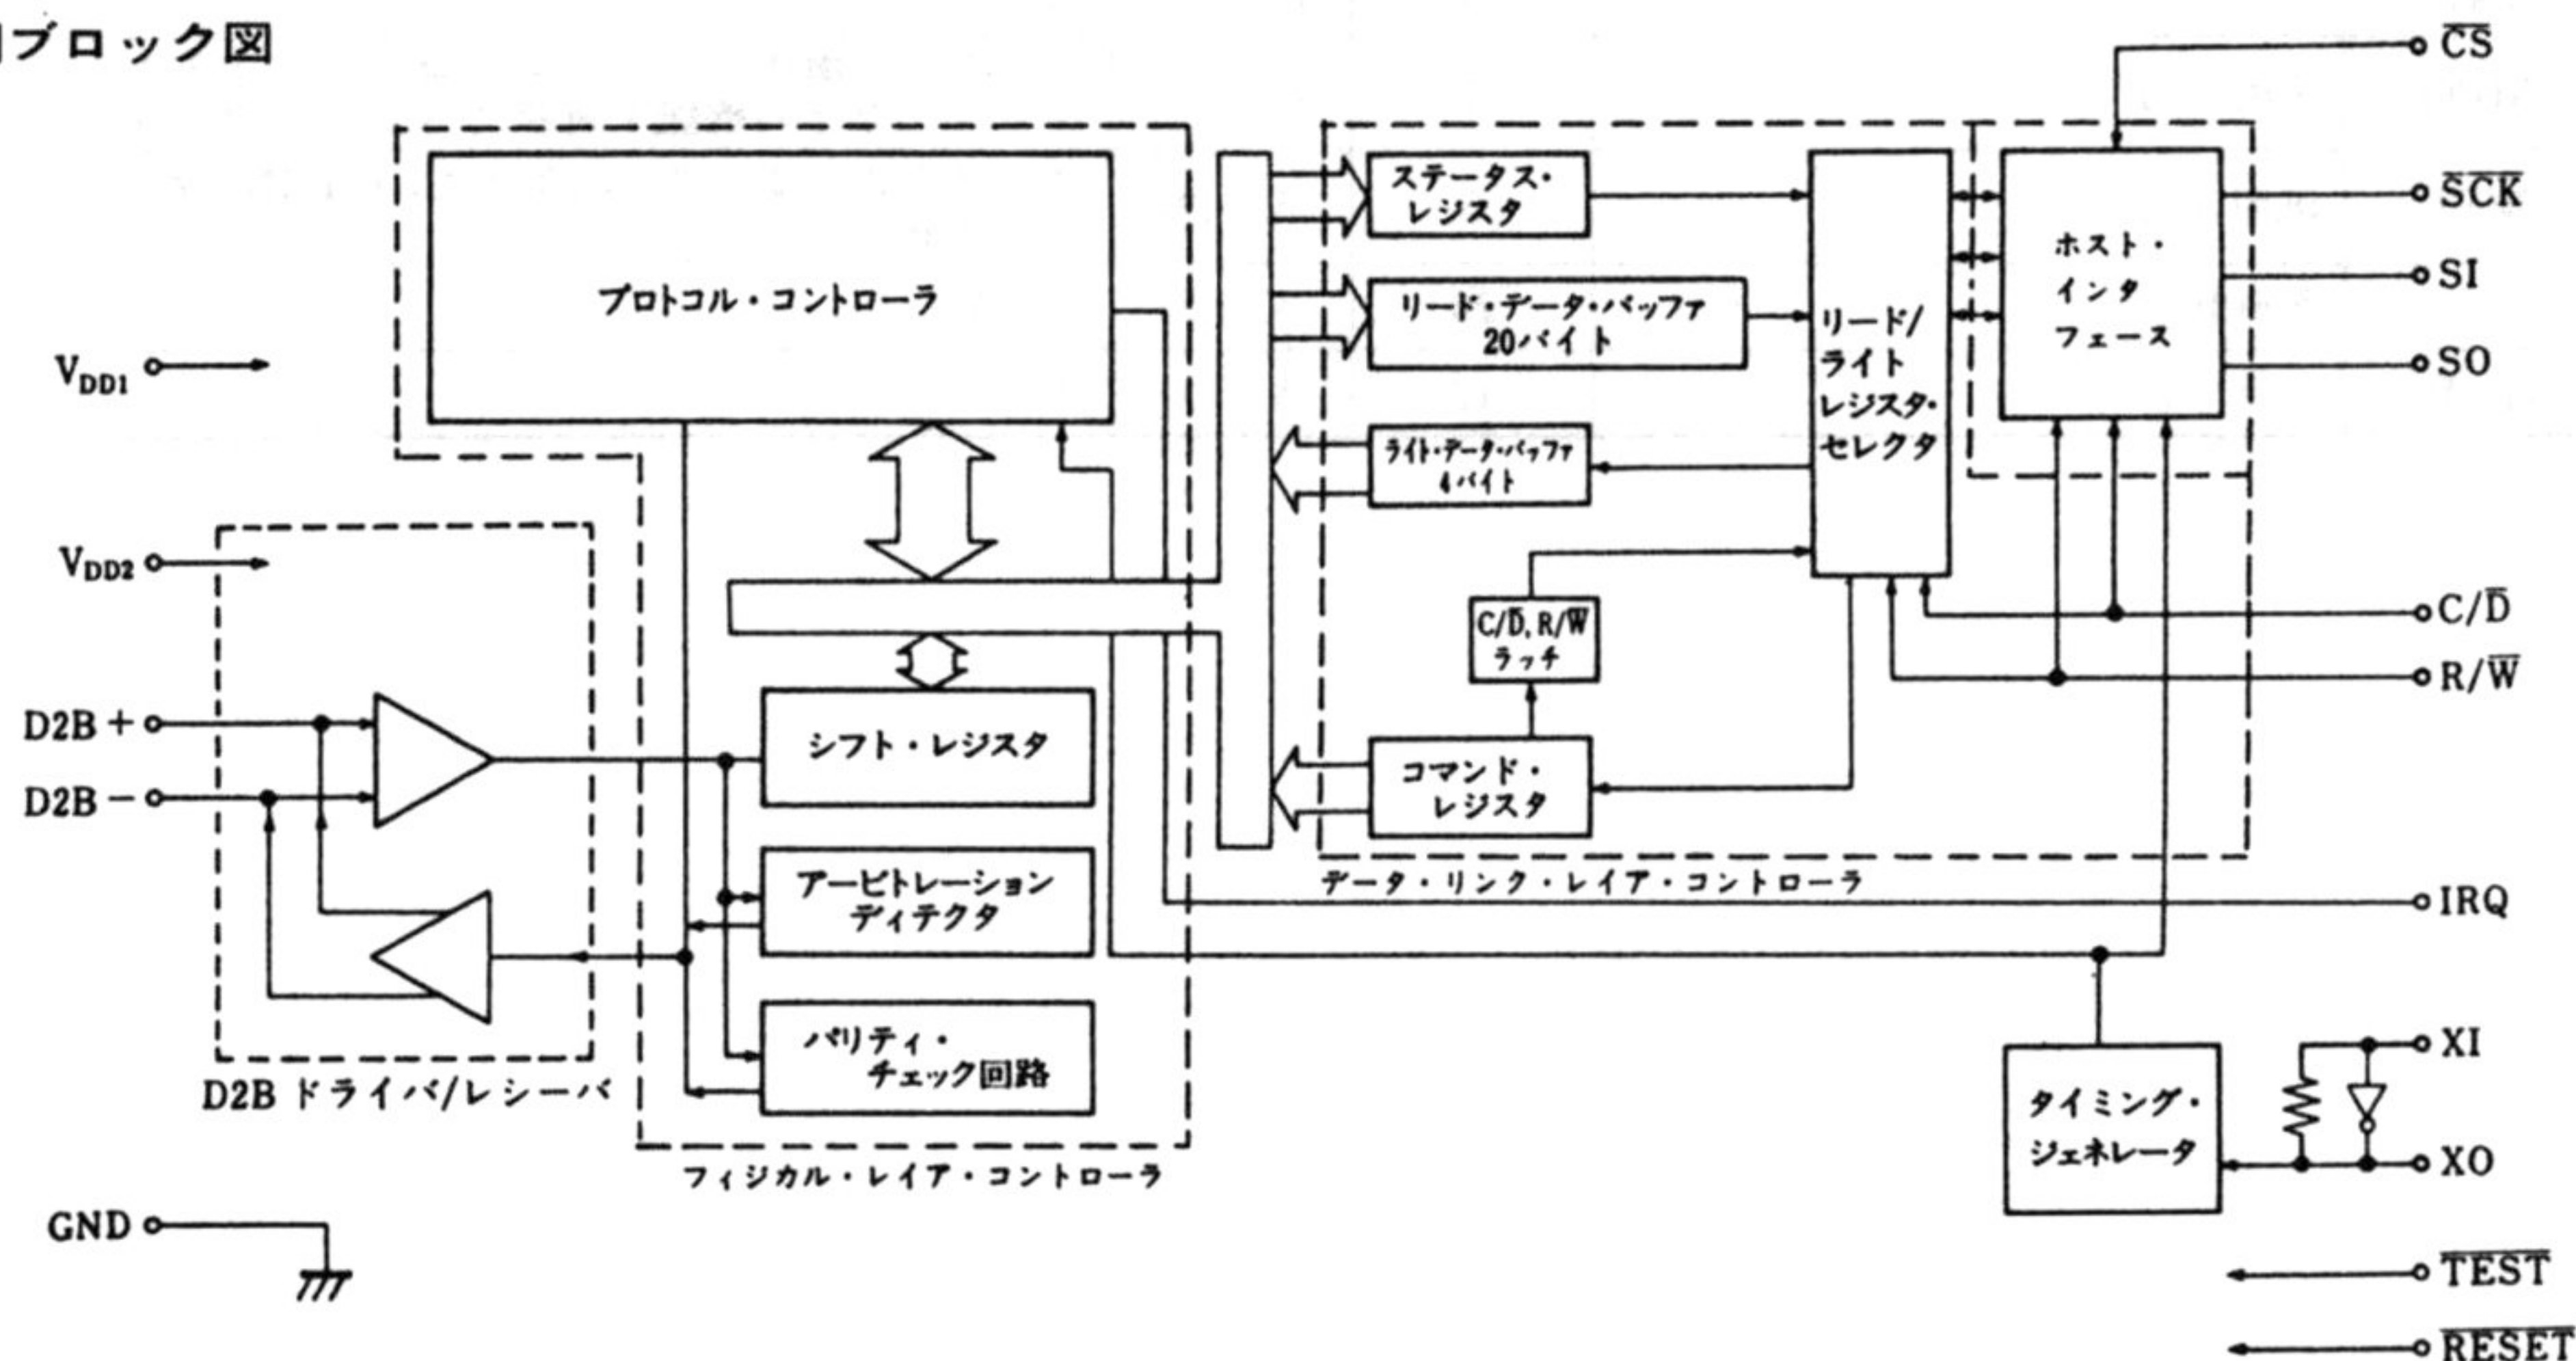 ブロック図
CS
SCK
SI
SO
C/D
R/W
IRQ
XI
XO
TEST
RESET
VDD1
VDD2
D2B +
D2B −
GND
プロトコル・コントローラ
シフト・レジスタ
アービトレーション
ディテクタ
パリティ・
チェック回路
フィジカル・レイア・コントローラ
D2B ドライバ/レシーバ
ステータス・
レジスタ
リード・データ・バッファ
20バイト
ライト・データ・バッファ
4バイト
C/D, R/W
ラッチ
コマンド・
レジスタ
リード/
ライト
レジスタ・
セレクタ
ホスト・
インタ
フェース
データ・リンク・レイア・コントローラ
タイミング・
ジェネレータ